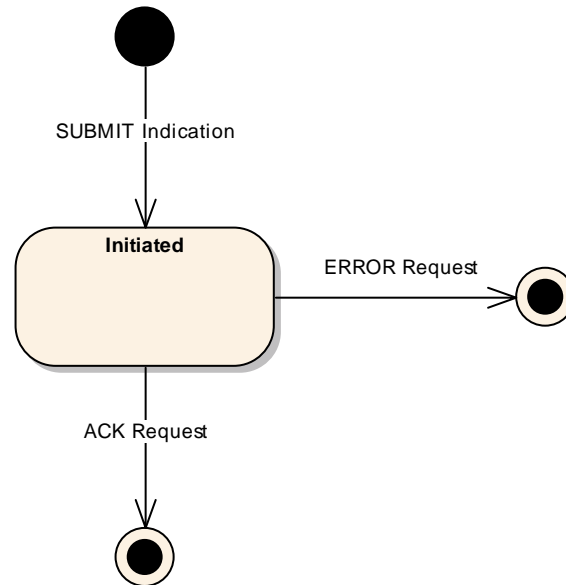 SUBMIT Indication
Initiated
ERROR Request
ACK Request